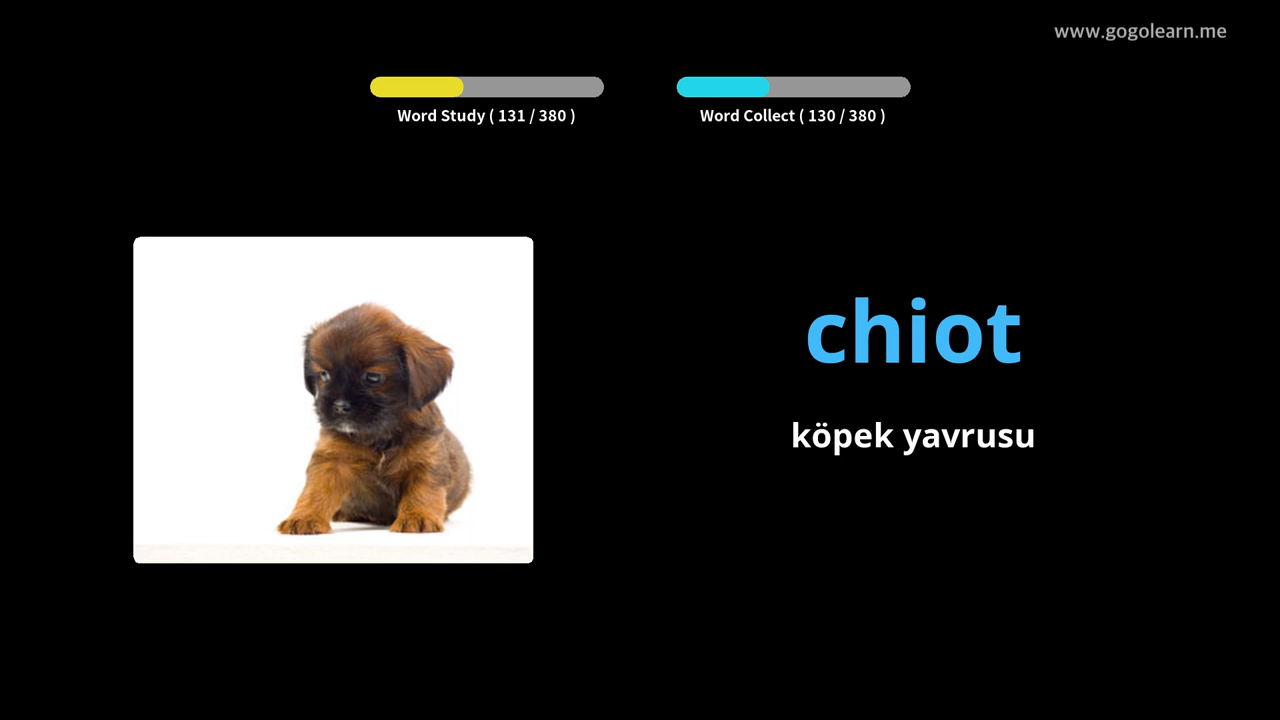 www.gogolearn.me
Word Study ( 131 / 380 )
Word Collect ( 130 / 380 )
chiot
köpek yavrusu